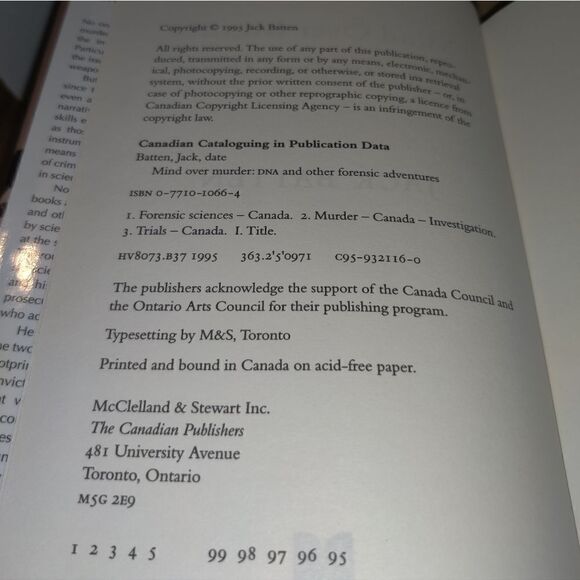 Copyright © 1995 Jack Batten
All rights reserved. The use of any part of this publication, repro-
duced, transmitted in any form or by any means, electronic, mechan-
ical, photocopying, recording, or otherwise, or stored in a retrieval
system, without the prior written consent of the publisher – or, in
case of photocopying or other reprographic copying, a licence from
Canadian Copyright Licensing Agency – is an infringement of the
copyright law.
Canadian Cataloguing in Publication Data
Batten, Jack, date
Mind over murder: DNA and other forensic adventures
ISBN 0-7710-1066-4
1. Forensic sciences – Canada. 2. Murder – Canada – Investigation.
3. Trials – Canada. I. Title.
HV8073.B37 1995 363.2'5'0971 C95-932116-0
The publishers acknowledge the support of the Canada Council and
the Ontario Arts Council for their publishing program.
Typesetting by M&S, Toronto
Printed and bound in Canada on acid-free paper.
McClelland & Stewart Inc.
The Canadian Publishers
481 University Avenue
Toronto, Ontario
M5G 2E9
1 2 3 4 5 99 98 97 96 95